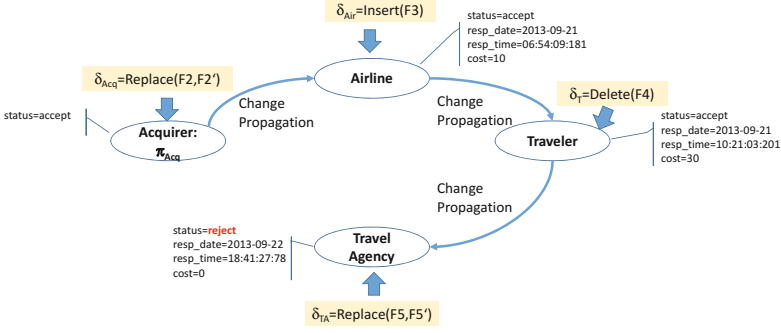 δAir=Insert(F3)
status=accept
resp_date=2013-09-21
resp_time=06:54:09:181
cost=10
Airline
δAcq=Replace(F2,F2‘)
Change
Propagation
status=accept
Acquirer:
πAcq
Change
Propagation
δT=Delete(F4)
status=accept
resp_date=2013-09-21
resp_time=10:21:03:201
cost=30
Traveler
Change
Propagation
status=reject
resp_date=2013-09-22
resp_time=18:41:27:78
cost=0
Travel
Agency
δTA=Replace(F5,F5‘)